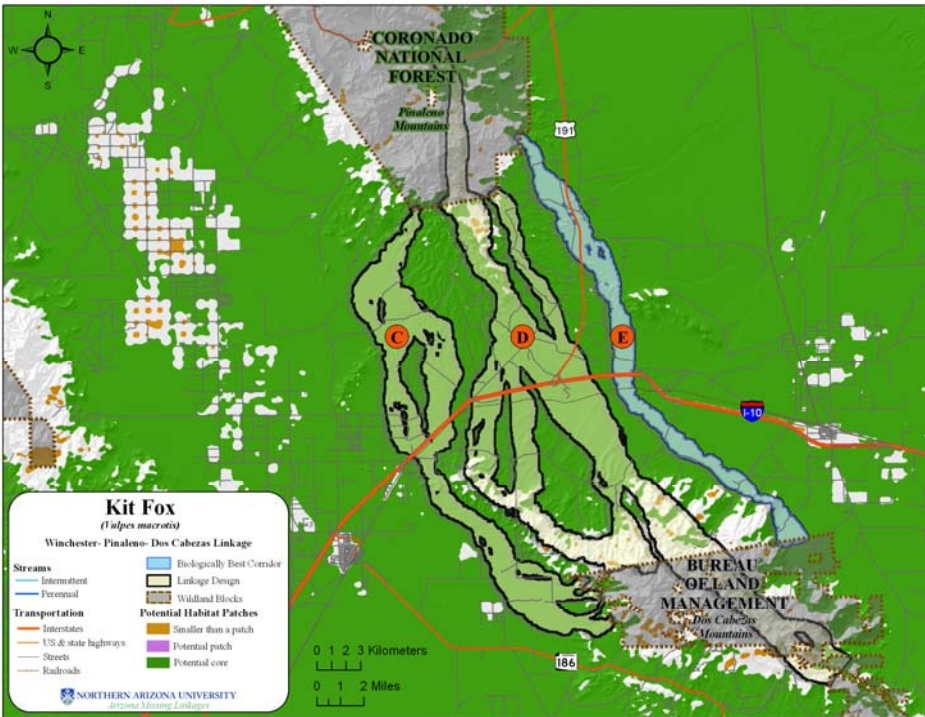 N
W E
S
CORONADO
NATIONAL
FOREST
Pinaleno
Mountains
191
C
D
E
I-10
BUREAU
OF LAND
MANAGEMENT
Dos Cabezas
Mountains
186
Kit Fox
(Vulpes macrotis)
Winchester- Pinaleno- Dos Cabezas Linkage
Streams
Intermittent
Perennial
Transportation
Interstates
US & state highways
Streets
Railroads
Biologically Best Corridor
Linkage Design
Wildland Blocks
Potential Habitat Patches
Smaller than a patch
Potential patch
Potential core
NORTHERN ARIZONA UNIVERSITY
Arizona Missing Linkages
0 1 2 3 Kilometers
0 1 2 Miles